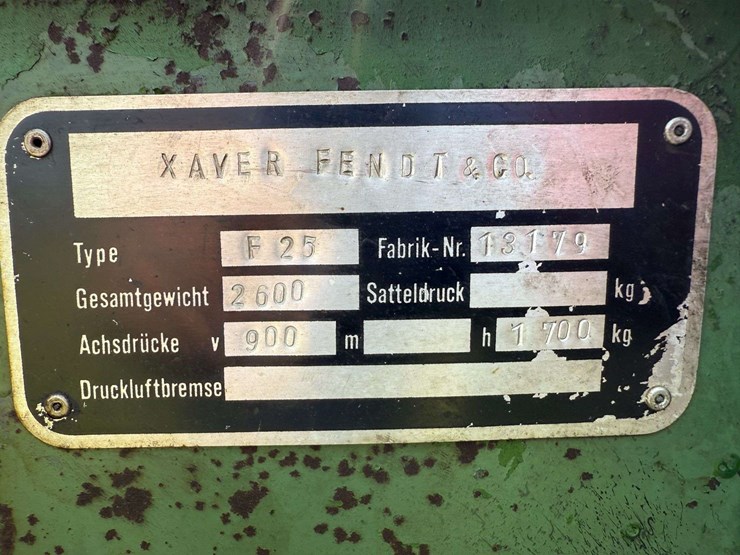 XAVER FENDT & CO.
Type F 25 Fabrik-Nr. 13179
Gesamtgewicht 2600 Satteldruck kg
Achsdrücke v 900 m h 1700 kg
Druckluftbremse